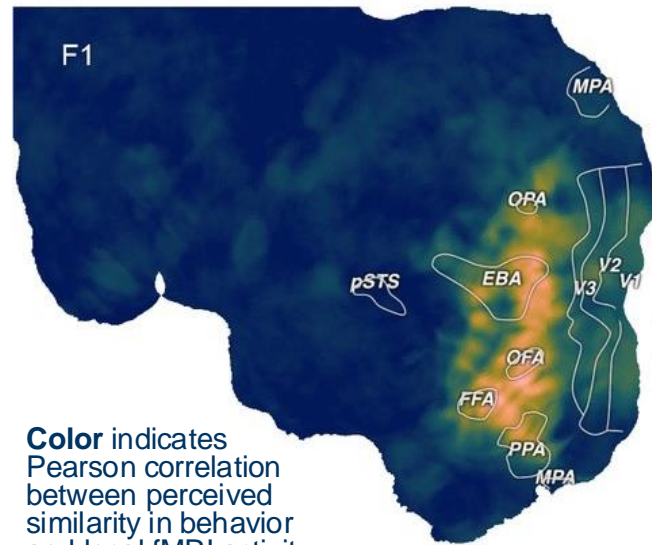 F1
MPA
OPA
pSTS
EBA
V3
V2
V1
OFA
FFA
PPA
MPA
Color indicates
Pearson correlation
between perceived
similarity in behavior